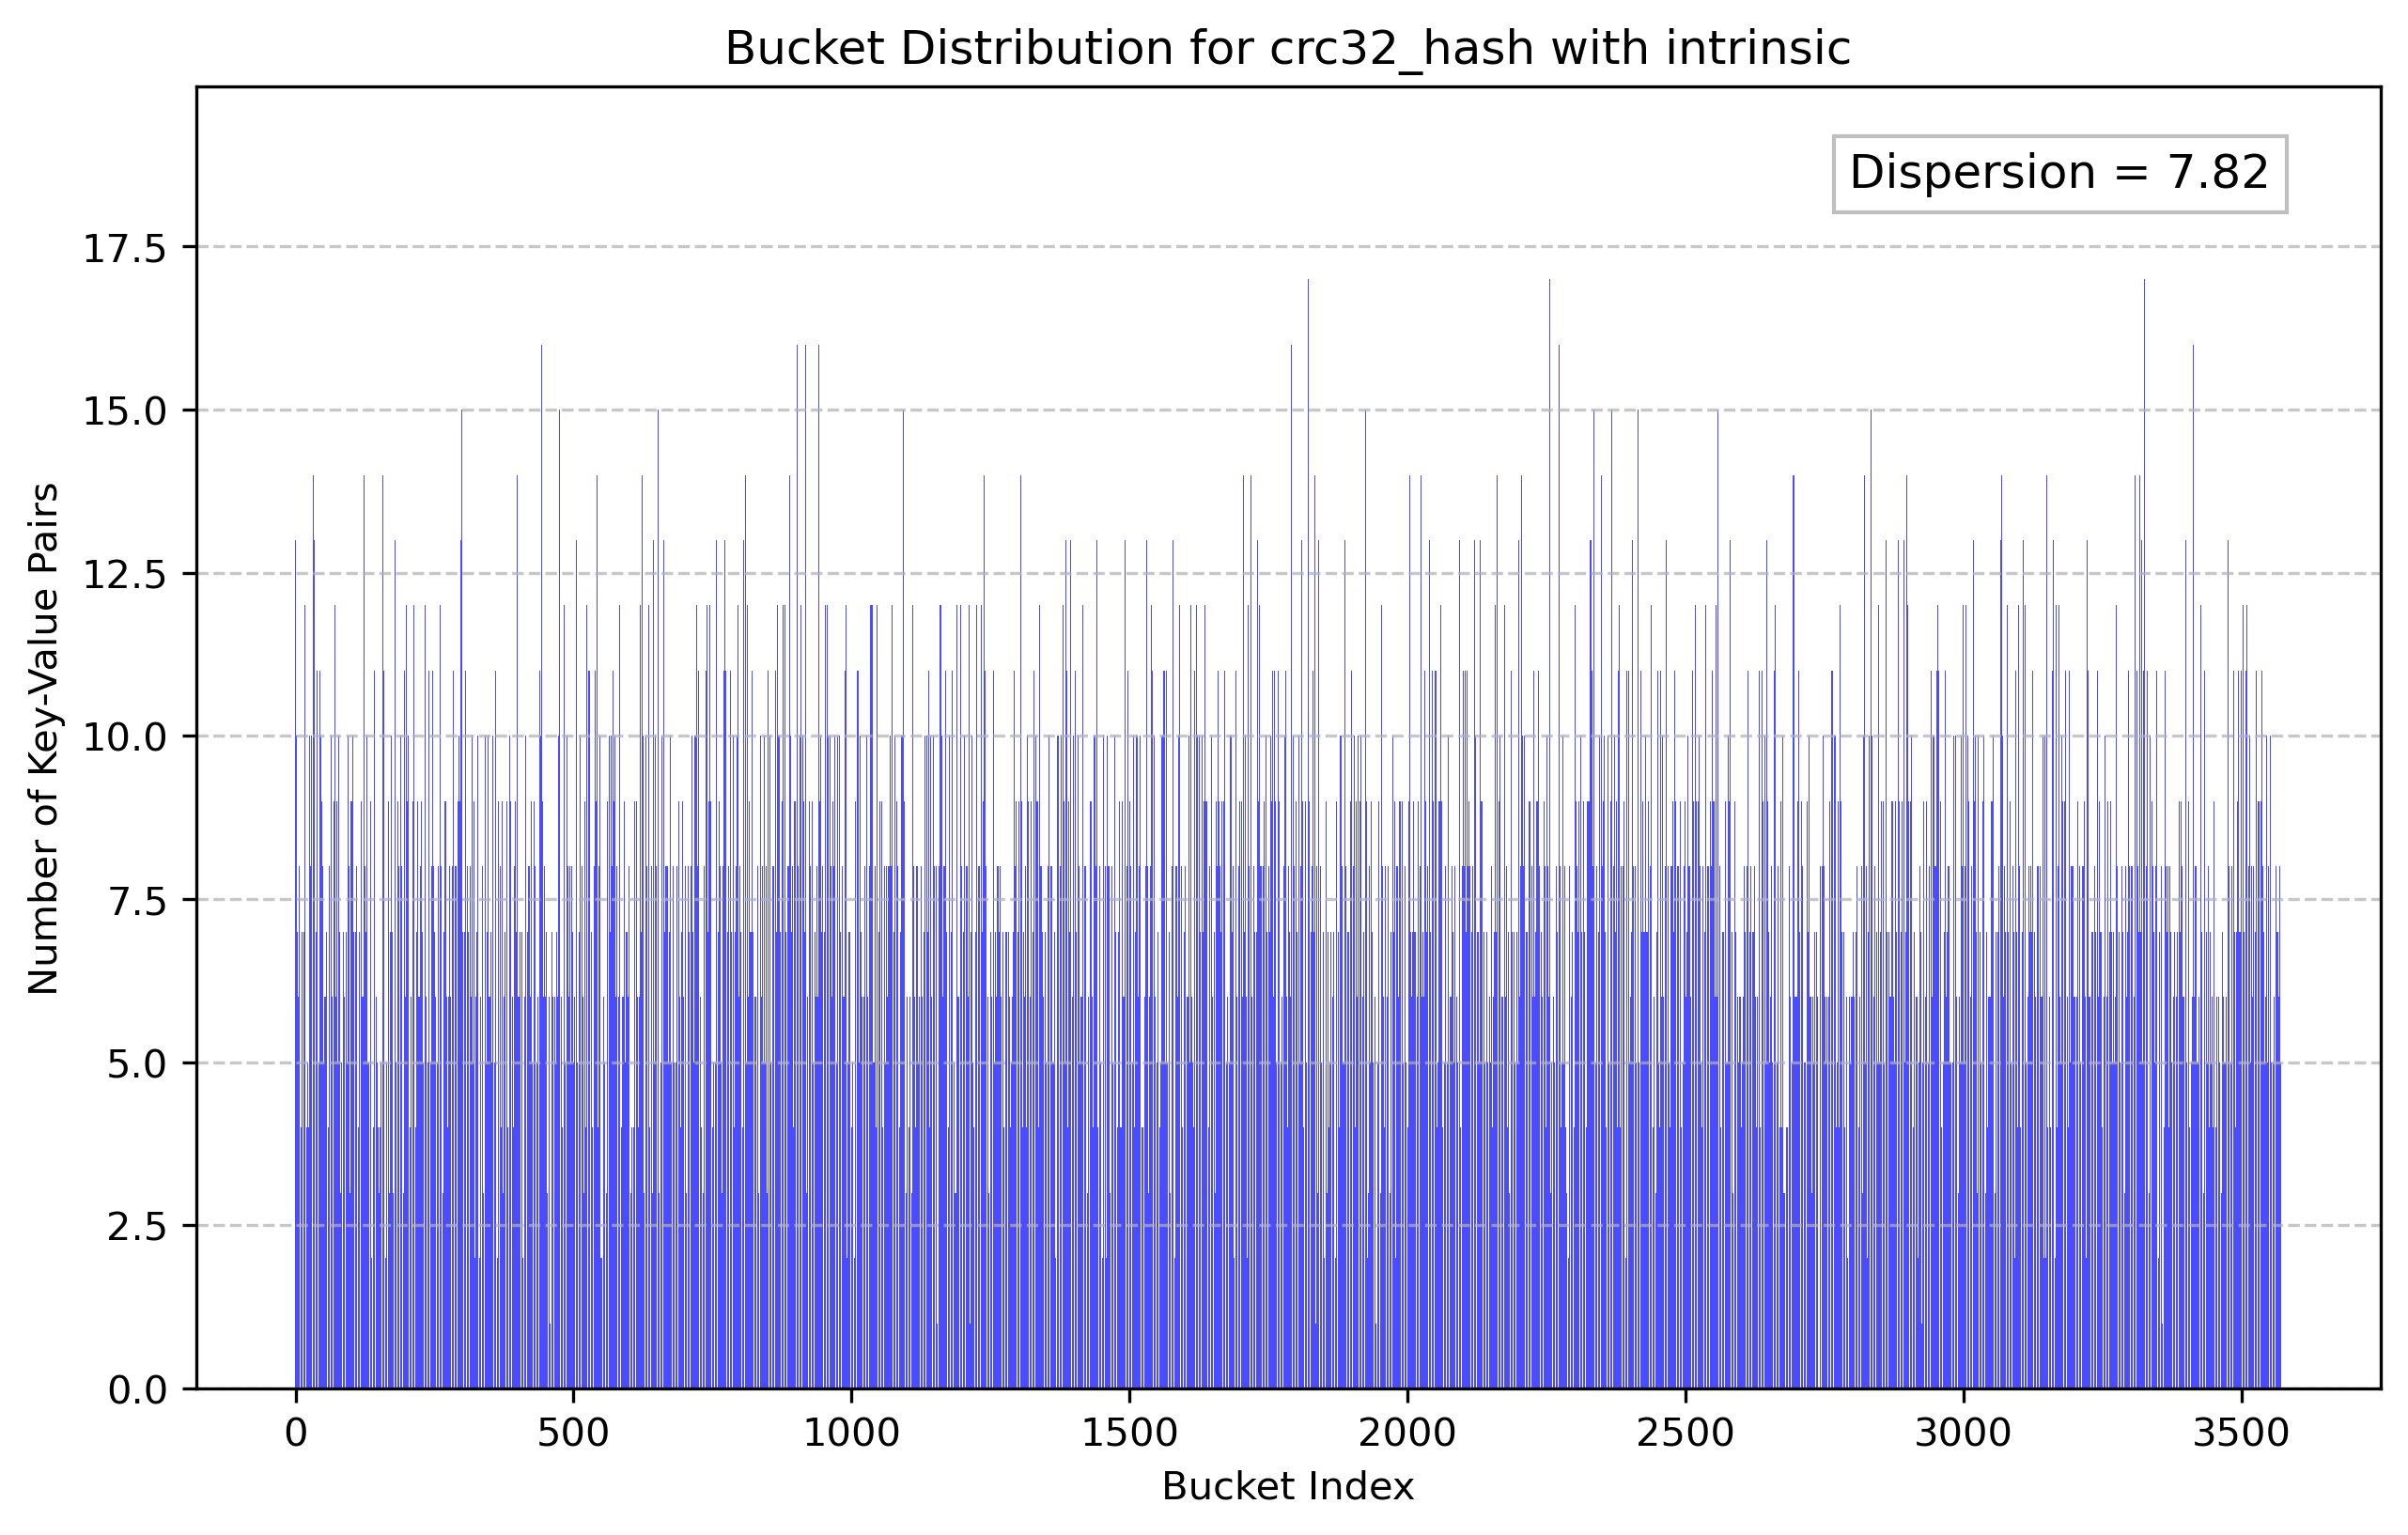 Bucket Distribution for crc32_hash with intrinsic
Dispersion = 7.82
17.5
15.0
12.5
10.0
7.5
5.0
2.5
0.0
Number of Key-Value Pairs
0 500 1000 1500 2000 2500 3000 3500
Bucket Index